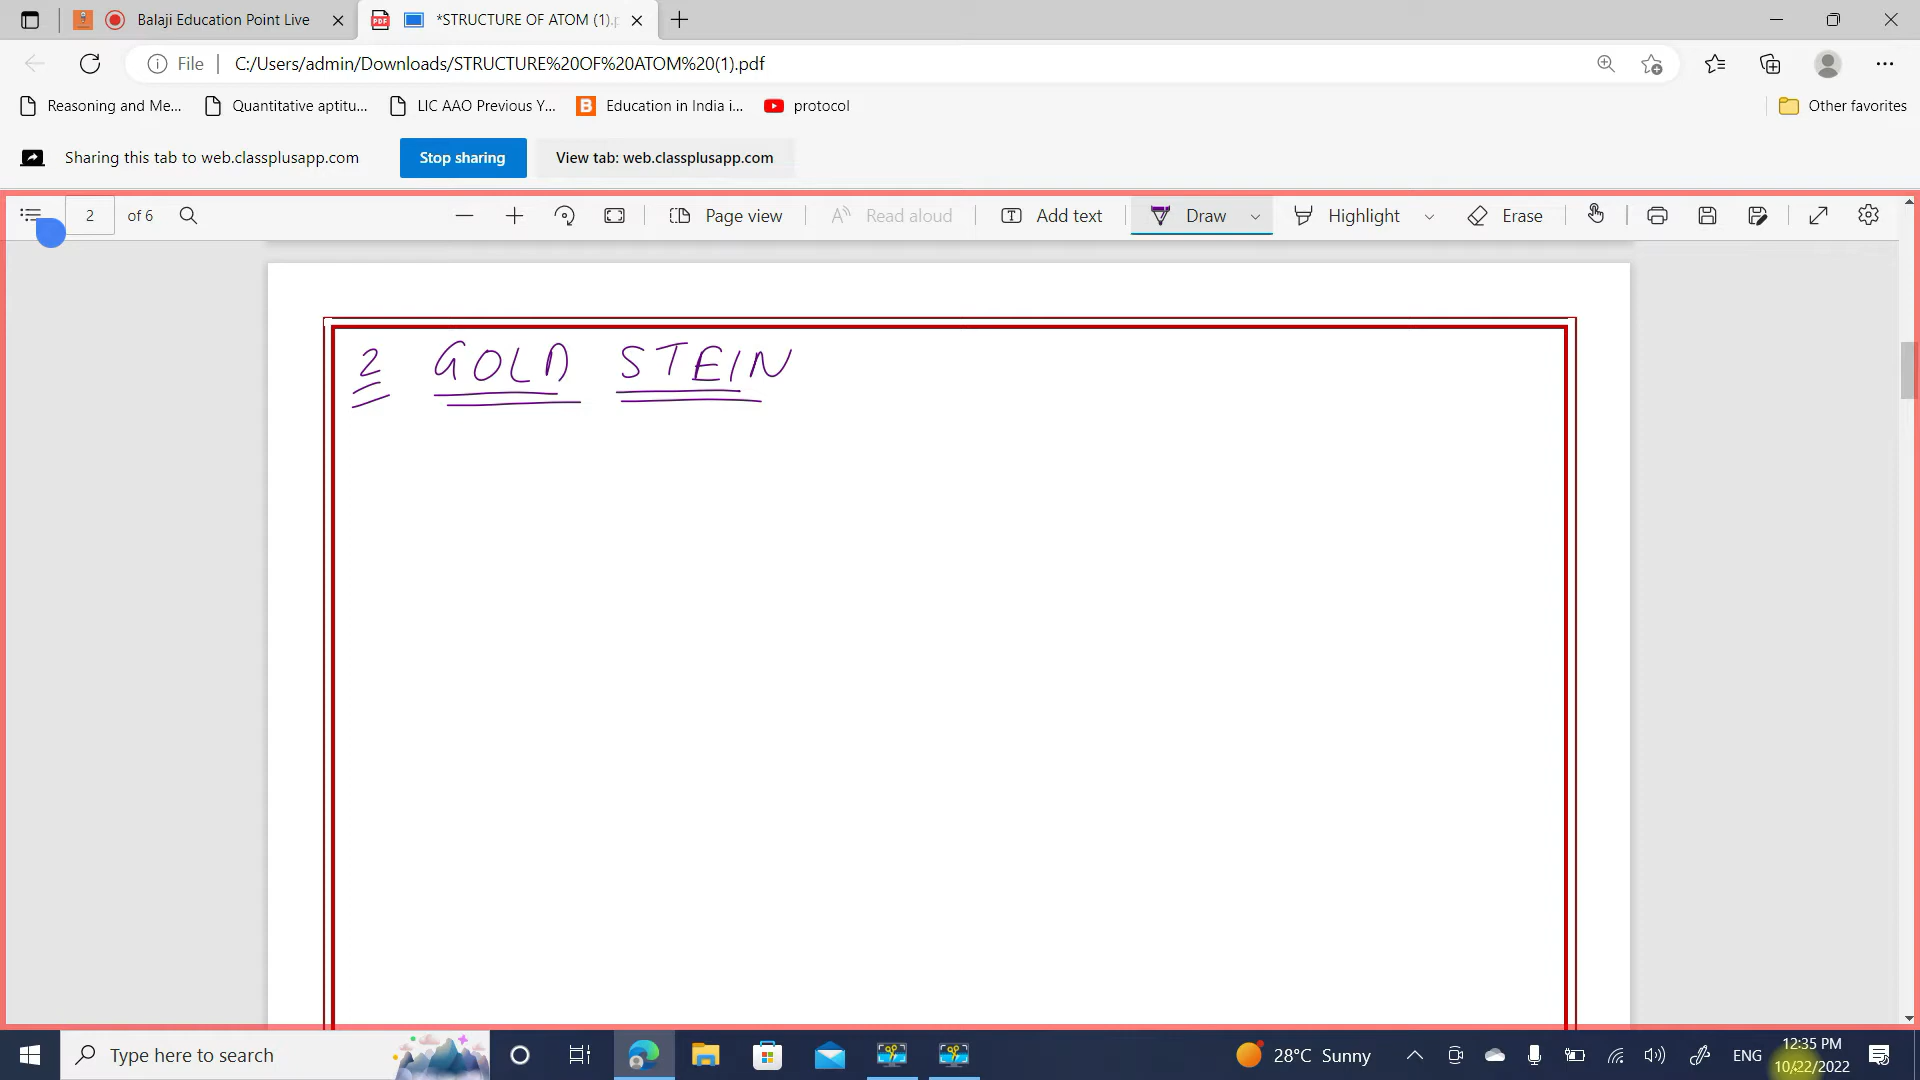 Balaji Education Point Live
*STRUCTURE OF ATOM (1).p
File
C:/Users/admin/Downloads/STRUCTURE%20OF%20ATOM%20(1).pdf
Reasoning and Me...
Quantitative aptitu...
LIC AAO Previous Y...
Education in India i...
protocol
Other favorites
Sharing this tab to web.classplusapp.com
Stop sharing
View tab: web.classplusapp.com
2 of 6
Page view
Read aloud
Add text
Draw
Highlight
Erase
2 GOLD STEIN
Type here to search
28°C Sunny
ENG
12:35 PM
10/22/2022